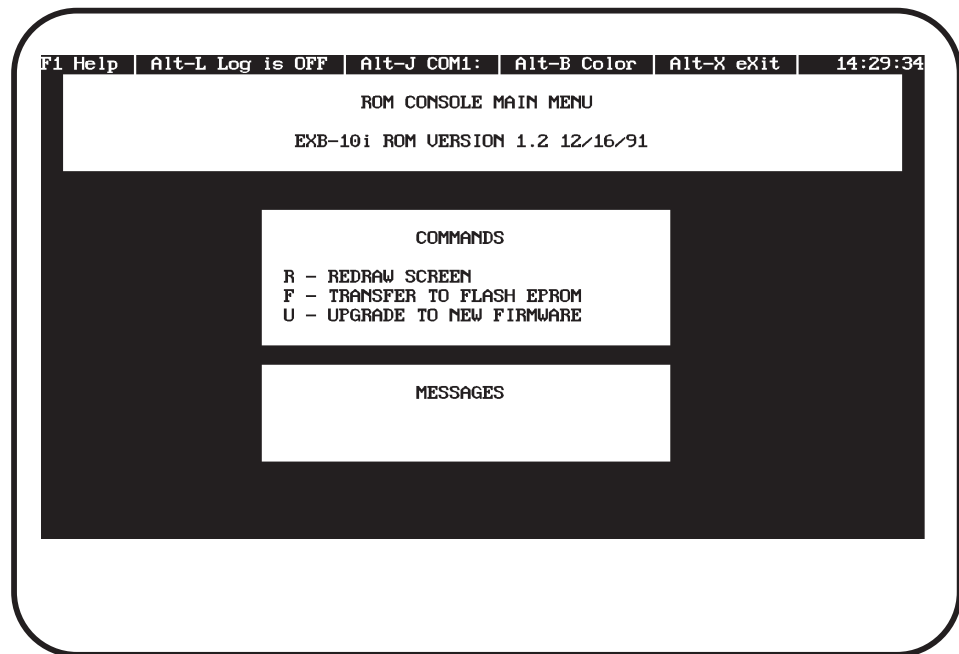 F1 Help | Alt-L Log is OFF | Alt-J COM1: | Alt-B Color | Alt-X eXit | 14:29:34
ROM CONSOLE MAIN MENU
EXB-10i ROM VERSION 1.2 12/16/91
COMMANDS
R - REDRAW SCREEN
F - TRANSFER TO FLASH EPROM
U - UPGRADE TO NEW FIRMWARE
MESSAGES